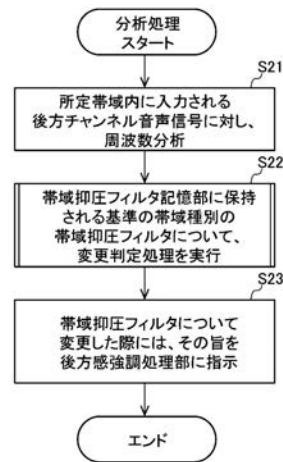 分析処理
スタート
S21
所定帯域内に入力される
後方チャンネル音声信号に対し、
周波数分析
S22
帯域抑圧フィルタ記憶部に保持
される基準の帯域種別の
帯域抑圧フィルタについて、
変更判定処理を実行
S23
帯域抑圧フィルタについて
変更した際には、その旨を
後方感強調処理部に指示
エンド